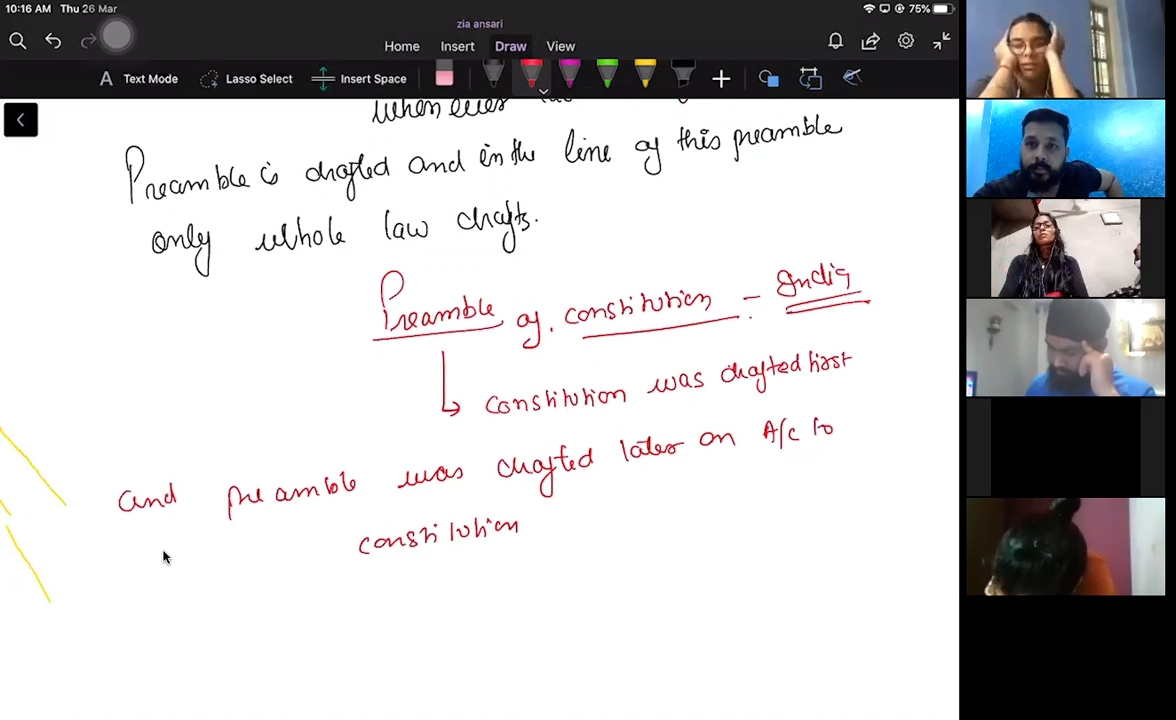 10:16 AM Thu 26 Mar
75%
zia ansari
Home Insert Draw View
Text Mode Lasso Select Insert Space
when ever
Preamble is drafted and in the line of this preamble
only whole law drafts.
Preamble of constitution - India
constitution was drafted first
and preamble was drafted later on A/c to
constitution